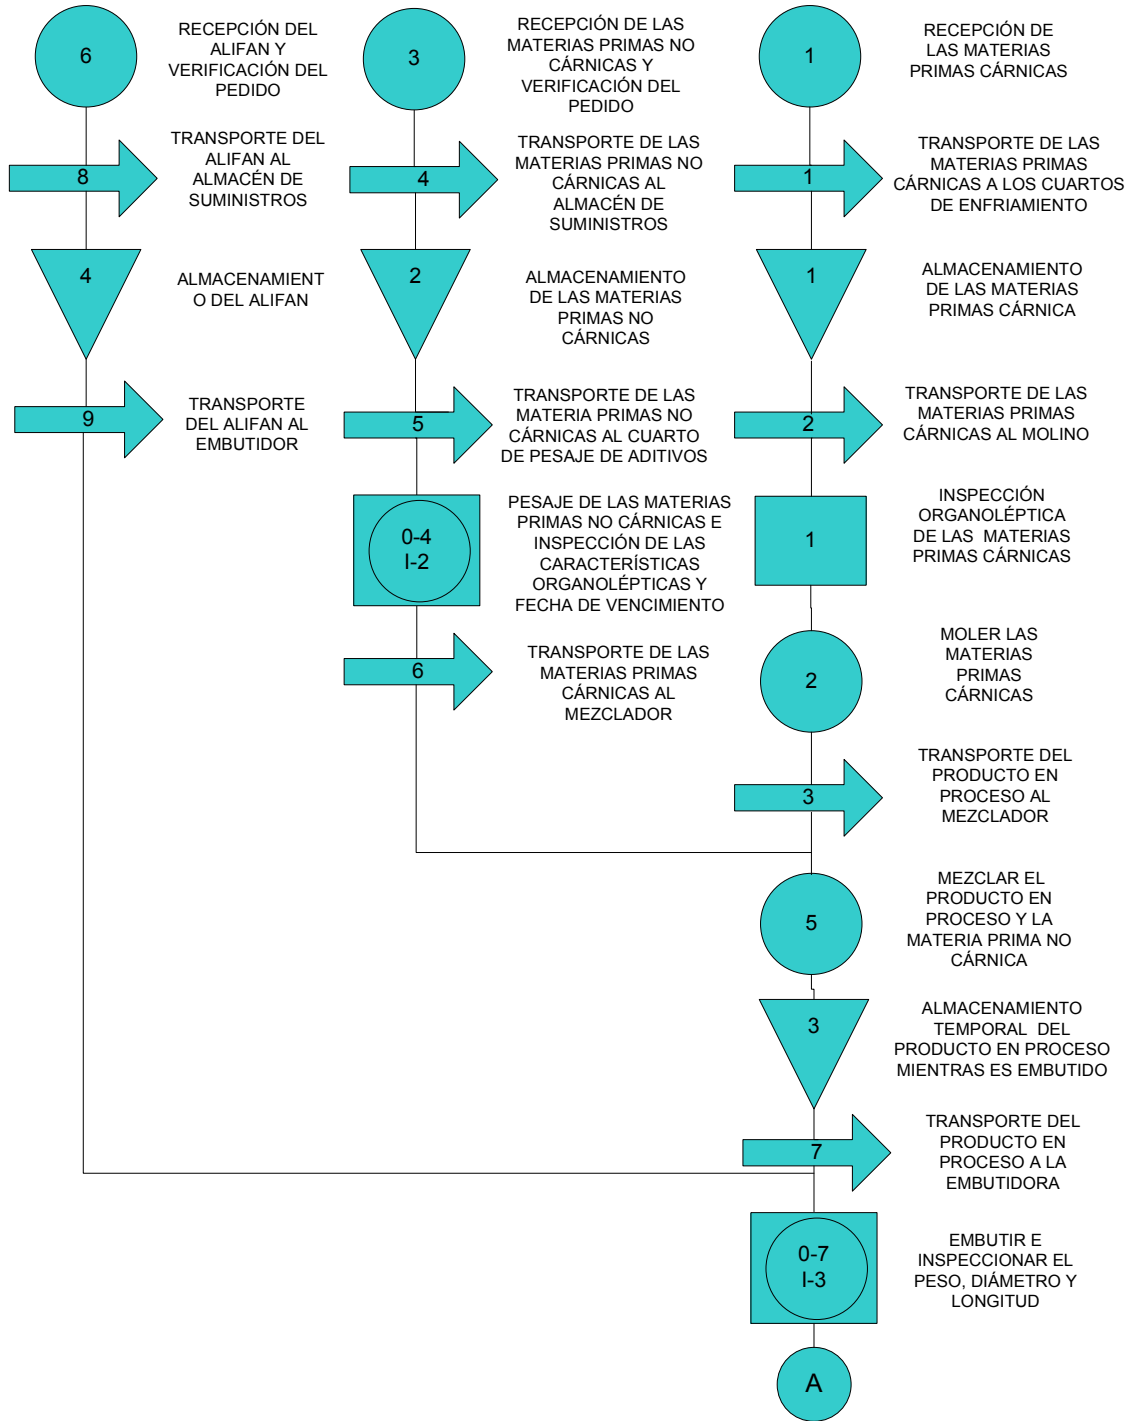 6
RECEPCIÓN DEL
ALIFAN Y
VERIFICACIÓN DEL
PEDIDO
8
TRANSPORTE DEL
ALIFAN AL
ALMACÉN DE
SUMINISTROS
4
ALMACENAMIENT
O DEL ALIFAN
9
TRANSPORTE
DEL ALIFAN AL
EMBUTIDOR
3
RECEPCIÓN DE LAS
MATERIAS PRIMAS NO
CÁRNICAS Y
VERIFICACIÓN DEL
PEDIDO
4
TRANSPORTE DE LAS
MATERIAS PRIMAS NO
CÁRNICAS AL
ALMACÉN DE
SUMINISTROS
2
ALMACENAMIENTO
DE LAS MATERIAS
PRIMAS NO
CÁRNICAS
5
TRANSPORTE DE LAS
MATERIA PRIMAS NO
CÁRNICAS AL CUARTO
DE PESAJE DE ADITIVOS
0-4
I-2
PESAJE DE LAS MATERIAS
PRIMAS NO CÁRNICAS E
INSPECCIÓN DE LAS
CARACTERÍSTICAS
ORGANOLÉPTICAS Y
FECHA DE VENCIMIENTO
6
TRANSPORTE DE LAS
MATERIAS PRIMAS
CÁRNICAS AL
MEZCLADOR
1
RECEPCIÓN DE
LAS MATERIAS
PRIMAS CÁRNICAS
1
TRANSPORTE DE LAS
MATERIAS PRIMAS
CÁRNICAS A LOS CUARTOS
DE ENFRIAMIENTO
1
ALMACENAMIENTO
DE LAS MATERIAS
PRIMAS CÁRNICA
2
TRANSPORTE DE LAS
MATERIAS PRIMAS
CÁRNICAS AL MOLINO
1
INSPECCIÓN
ORGANOLÉPTICA
DE LAS MATERIAS
PRIMAS CÁRNICAS
2
MOLER LAS
MATERIAS
PRIMAS
CÁRNICAS
3
TRANSPORTE DEL
PRODUCTO EN
PROCESO AL
MEZCLADOR
5
MEZCLAR EL
PRODUCTO EN
PROCESO Y LA
MATERIA PRIMA NO
CÁRNICA
3
ALMACENAMIENTO
TEMPORAL DEL
PRODUCTO EN PROCESO
MIENTRAS ES EMBUTIDO
7
TRANSPORTE DEL
PRODUCTO EN
PROCESO A LA
EMBUTIDORA
0-7
I-3
EMBUTIR E
INSPECCIONAR EL
PESO, DIÁMETRO Y
LONGITUD
A